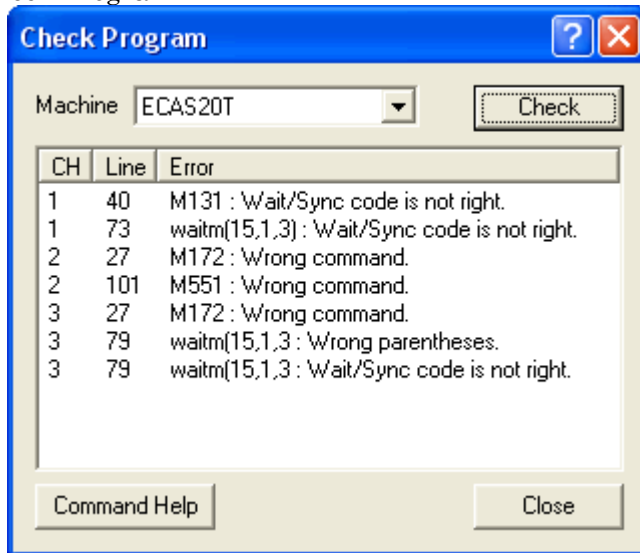 Check Program
Machine ECAS20T Check
CH Line Error
1 40 M131 : Wait/Sync code is not right.
1 73 waitm(15,1,3) : Wait/Sync code is not right.
2 27 M172 : Wrong command.
2 101 M551 : Wrong command.
3 27 M172 : Wrong command.
3 79 waitm(15,1,3 : Wrong parentheses.
3 79 waitm(15,1,3 : Wait/Sync code is not right.
Command Help Close